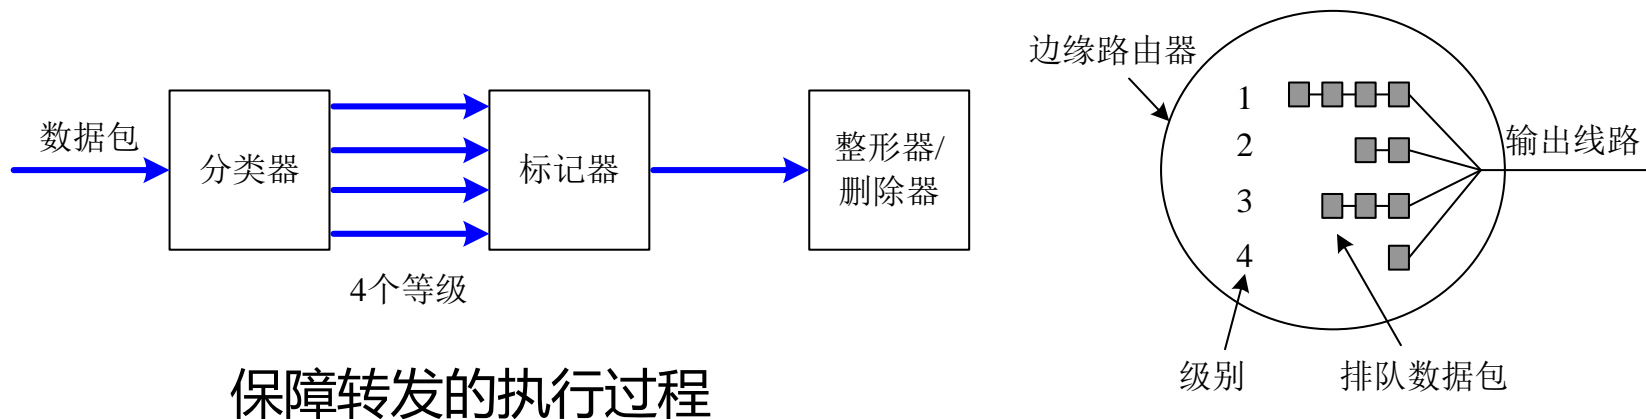 数据包
分类器
4个等级
标记器
整形器/
删除器
保障转发的执行过程
边缘路由器
1
2
3
4
输出线路
级别
排队数据包